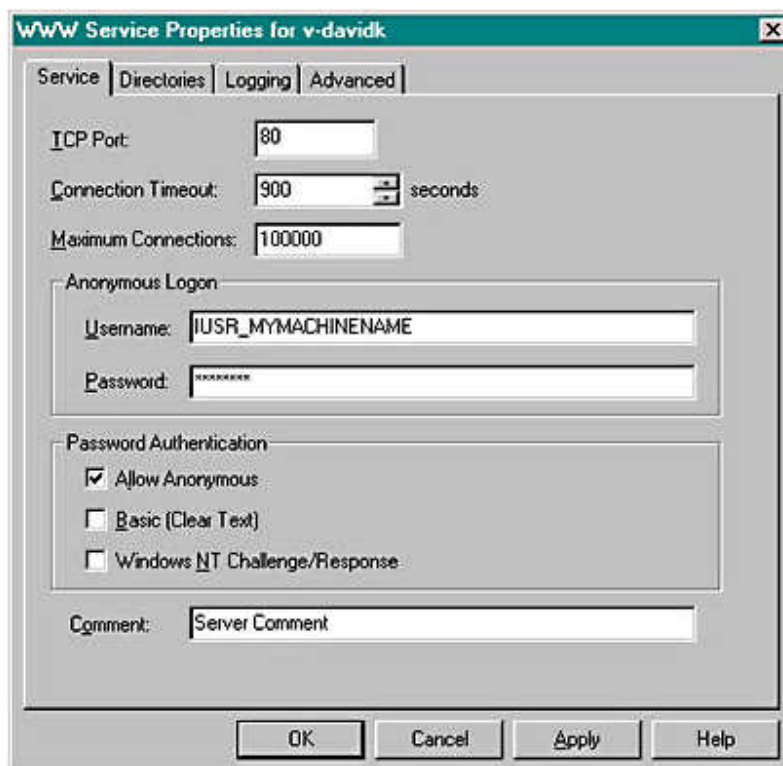 WWW Service Properties for v-davidk
Service Directories Logging Advanced
TCP Port: 80
Connection Timeout: 900 seconds
Maximum Connections: 100000
Anonymous Logon
Username: IUSR_MYMACHINENAME
Password: ********
Password Authentication
Allow Anonymous
Basic (Clear Text)
Windows NT Challenge/Response
Comment: Server Comment
OK Cancel Apply Help